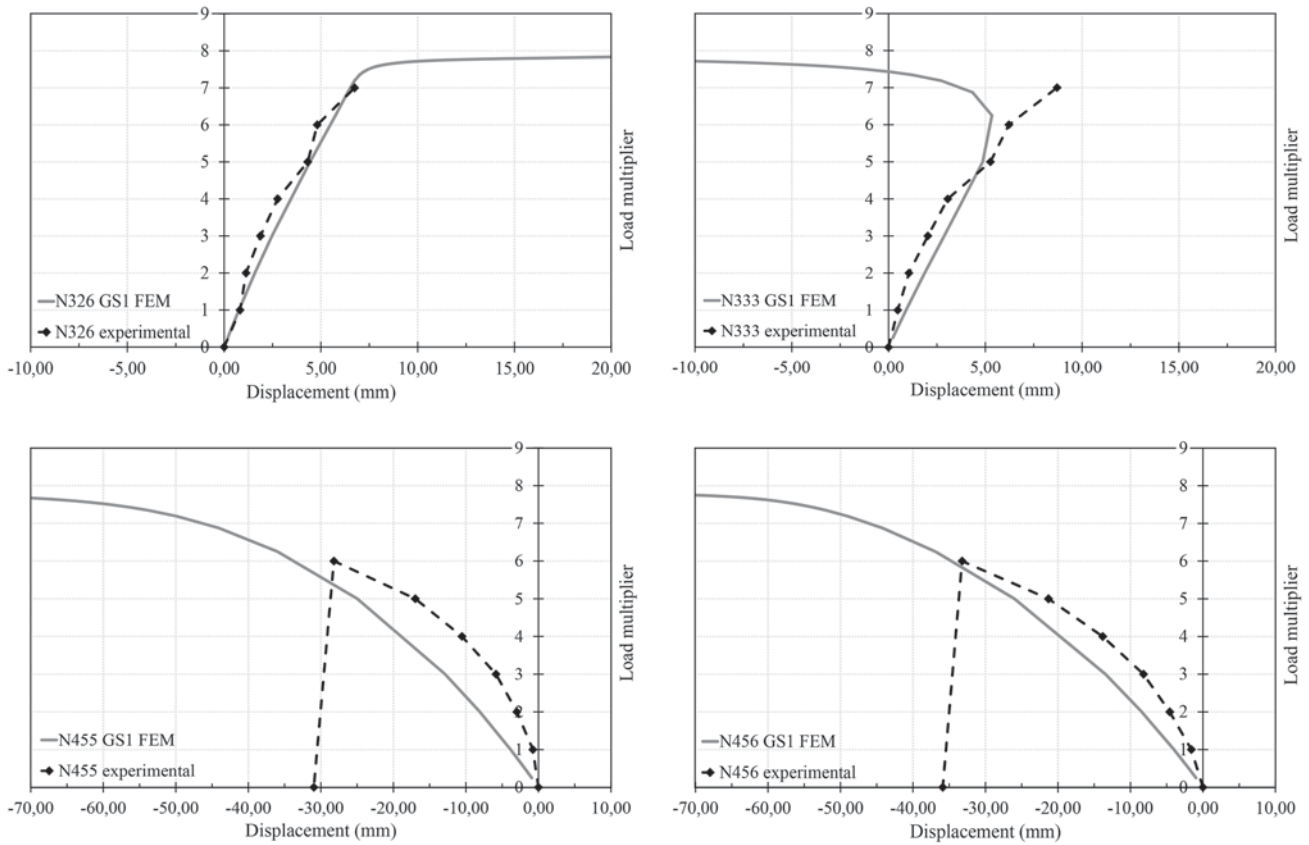 9
8
7
6
5
4
3
2
1
0
-10,00 -5,00 0,00 5,00 10,00 15,00 20,00
Displacement (mm)
Load multiplier
N326 GS1 FEM
N326 experimental
9
8
7
6
5
4
3
2
1
0
-10,00 -5,00 0,00 5,00 10,00 15,00 20,00
Displacement (mm)
Load multiplier
N333 GS1 FEM
N333 experimental
9
8
7
6
5
4
3
2
1
0
-70,00 -60,00 -50,00 -40,00 -30,00 -20,00 -10,00 0,00 10,00
Displacement (mm)
Load multiplier
N455 GS1 FEM
N455 experimental
9
8
7
6
5
4
3
2
1
0
-70,00 -60,00 -50,00 -40,00 -30,00 -20,00 -10,00 0,00 10,00
Displacement (mm)
Load multiplier
N456 GS1 FEM
N456 experimental